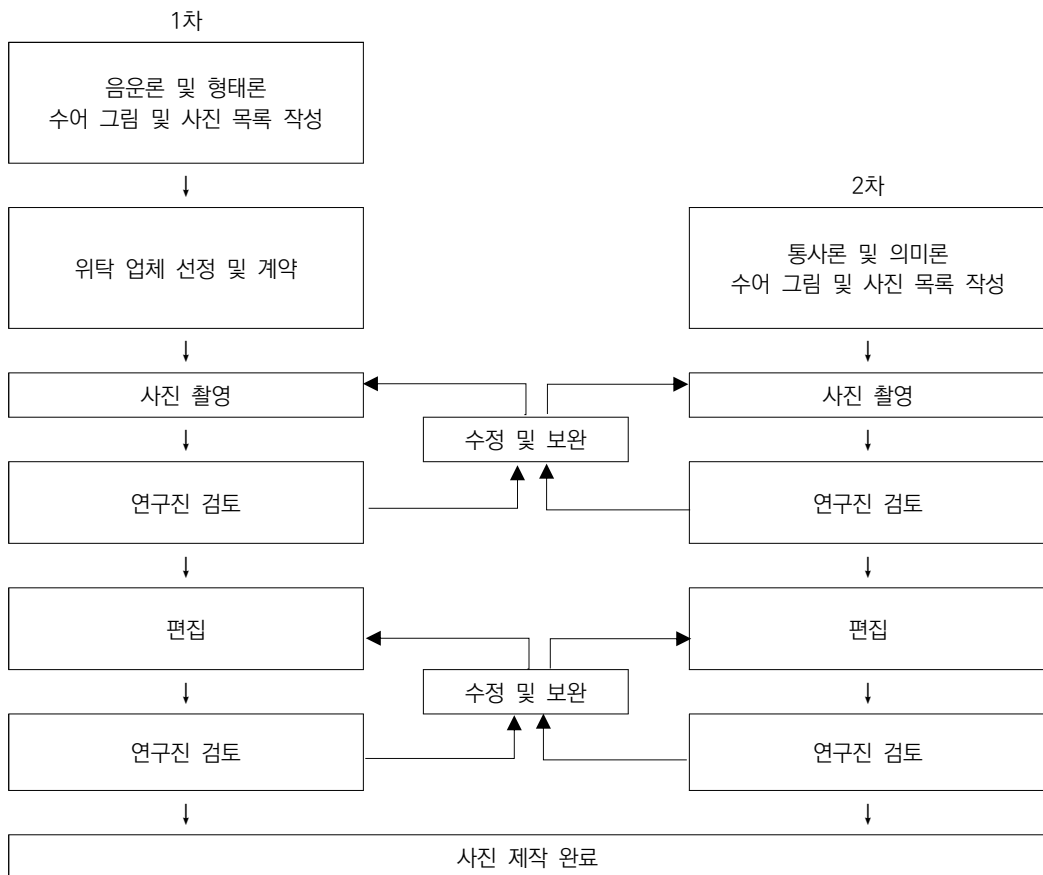 1차
음운론 및 형태론
수어 그림 및 사진 목록 작성
2차
위탁 업체 선정 및 계약
통사론 및 의미론
수어 그림 및 사진 목록 작성
사진 촬영
사진 촬영
수정 및 보완
연구진 검토
연구진 검토
편집
편집
수정 및 보완
연구진 검토
연구진 검토
사진 제작 완료